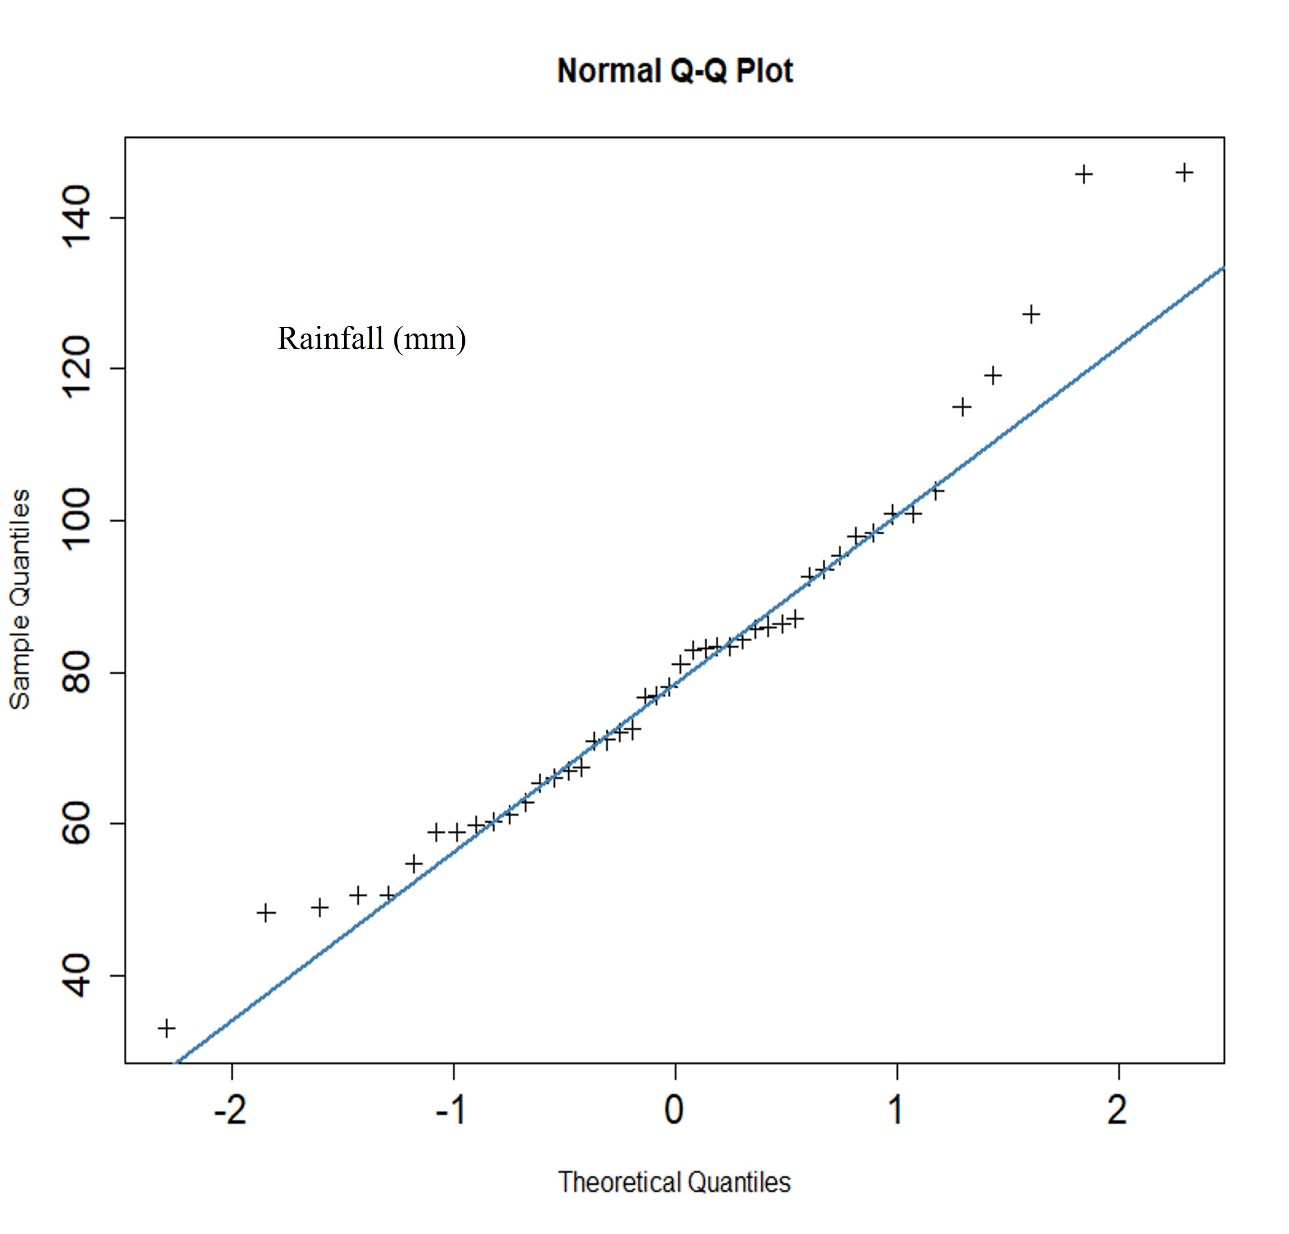 Normal Q-Q Plot
Rainfall (mm)
Sample Quantiles
140
120
100
80
60
40
-2 -1 0 1 2
Theoretical Quantiles